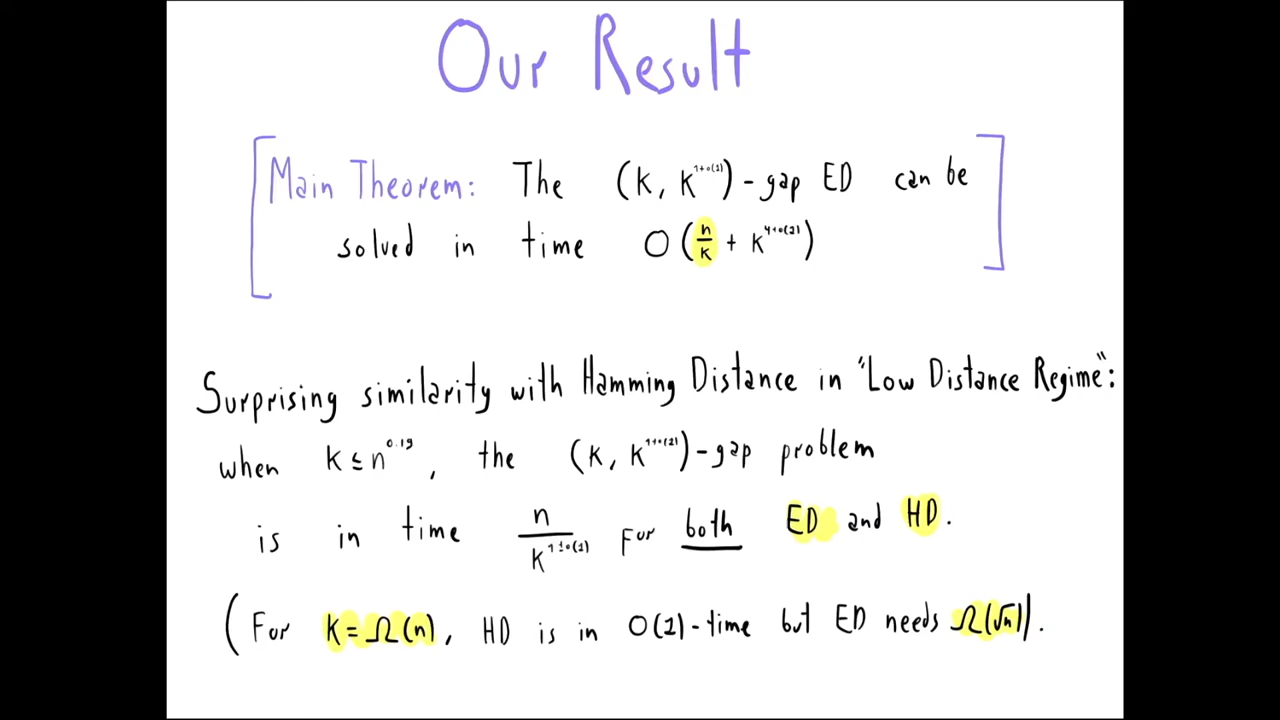 Our Result
Main Theorem: The (k, k^{1+o(1)})-gap ED can be
solved in time O(n/k + k^{4+o(1)})
Surprising similarity with Hamming Distance in "Low Distance Regime":
when k ≤ n^{0.19}, the (k, k^{1+o(1)})-gap problem
is in time n/k^{1±o(1)} for both ED and HD.
(For k = Ω(n), HD is in O(1)-time but ED needs Ω(√n)).